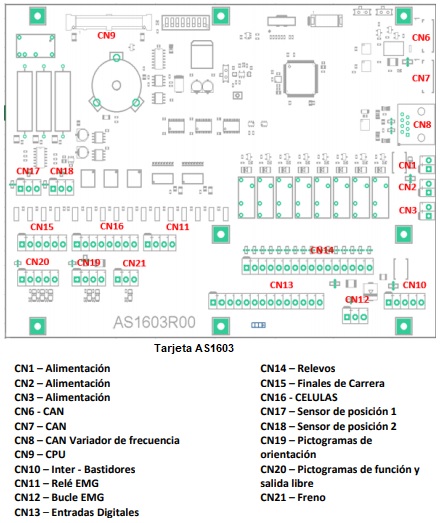 CN9
CN6
CN7
CN8
CN17
CN18
CN1
CN2
CN3
CN15
CN16
CN11
CN14
CN20
CN19
CN21
CN13
CN12
CN10
AS1603R00
Tarjeta AS1603
CN1 – Alimentación
CN2 – Alimentación
CN3 – Alimentación
CN6 - CAN
CN7 – CAN
CN8 – CAN Variador de frecuencia
CN9 – CPU
CN10 – Inter - Bastidores
CN11 – Relé EMG
CN12 – Bucle EMG
CN13 – Entradas Digitales
CN14 – Relevos
CN15 – Finales de Carrera
CN16 - CELULAS
CN17 – Sensor de posición 1
CN18 – Sensor de posición 2
CN19 – Pictogramas de
orientación
CN20 – Pictogramas de función y
salida libre
CN21 – Freno